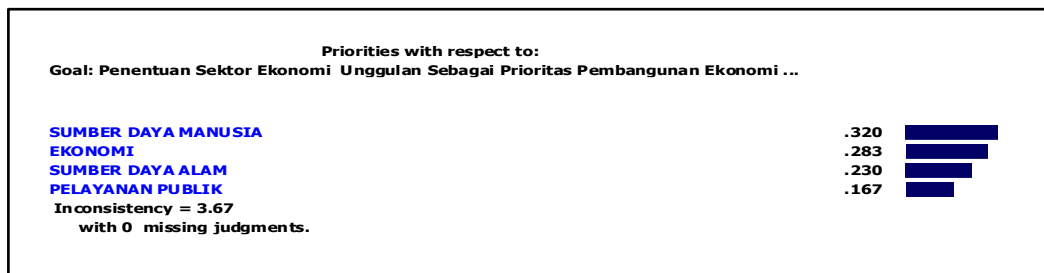 Priorities with respect to:
Goal: Penentuan Sektor Ekonomi Unggulan Sebagai Prioritas Pembangunan Ekonomi ...
SUMBER DAYA MANUSIA .320
EKONOMI .283
SUMBER DAYA ALAM .230
PELAYANAN PUBLIK .167
Inconsistency = 3.67
with 0 missing judgments.